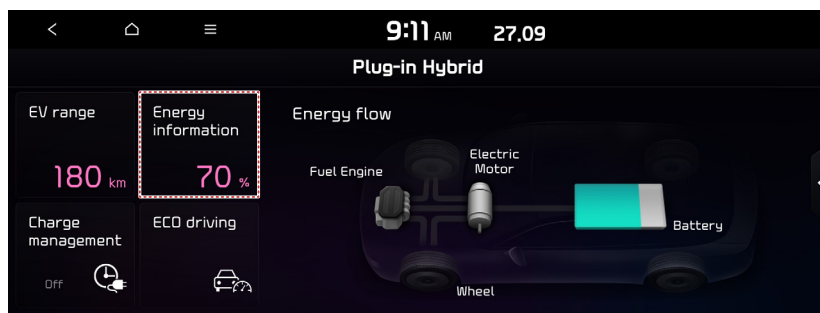 9:11 AM 27.09
Plug-in Hybrid
EV range
180 km
Energy
information
70 %
Charge
management
Off
ECO driving
Energy flow
Fuel Engine
Electric
Motor
Battery
Wheel